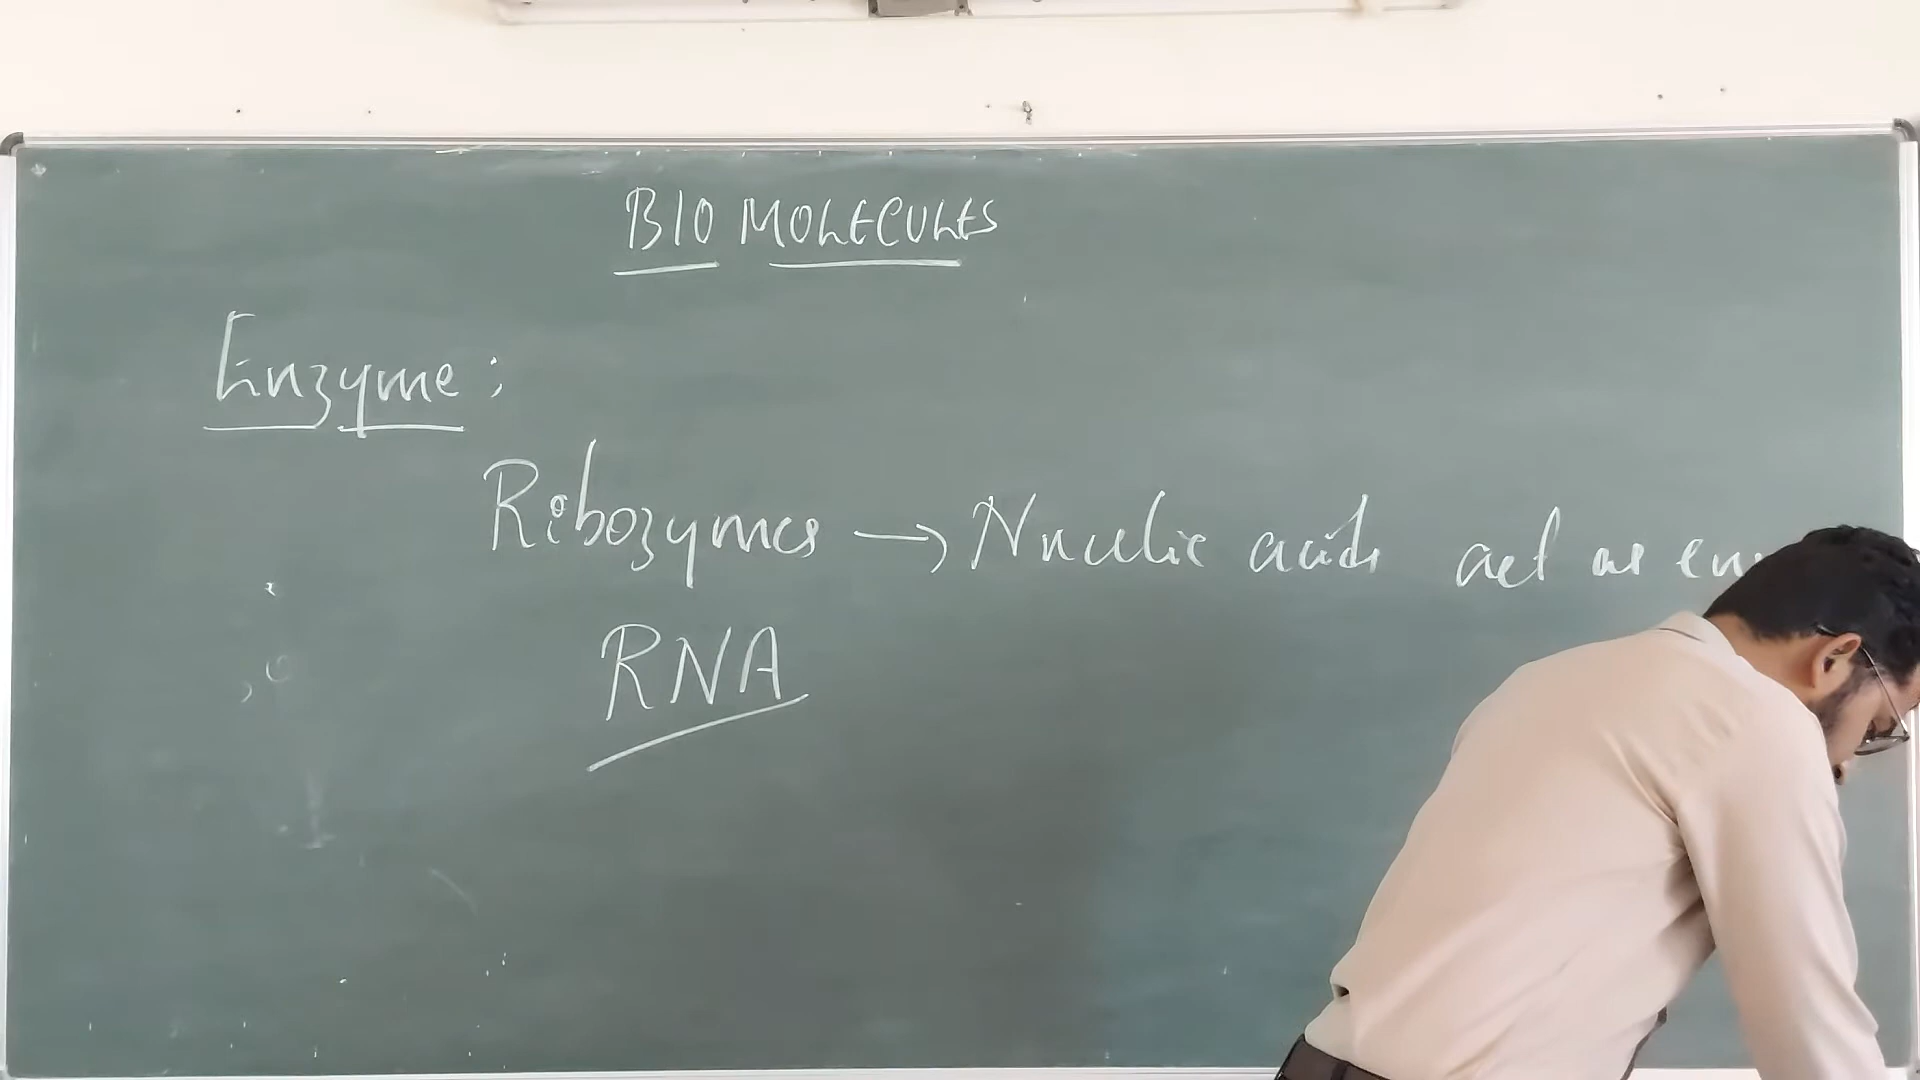 BIO MOLECULES
Enzyme :
Ribozymes → Nucleic acids act as
RNA